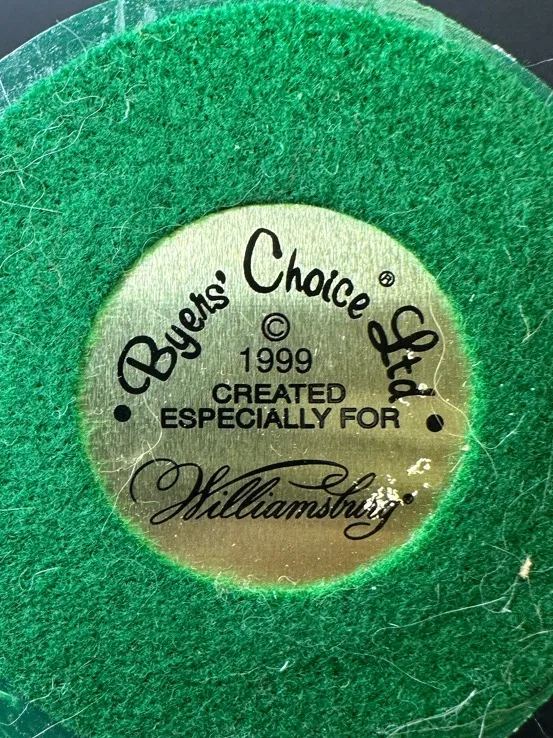 Byers' Choice® Ltd
©
1999
CREATED
• ESPECIALLY FOR •
Williamsburg®